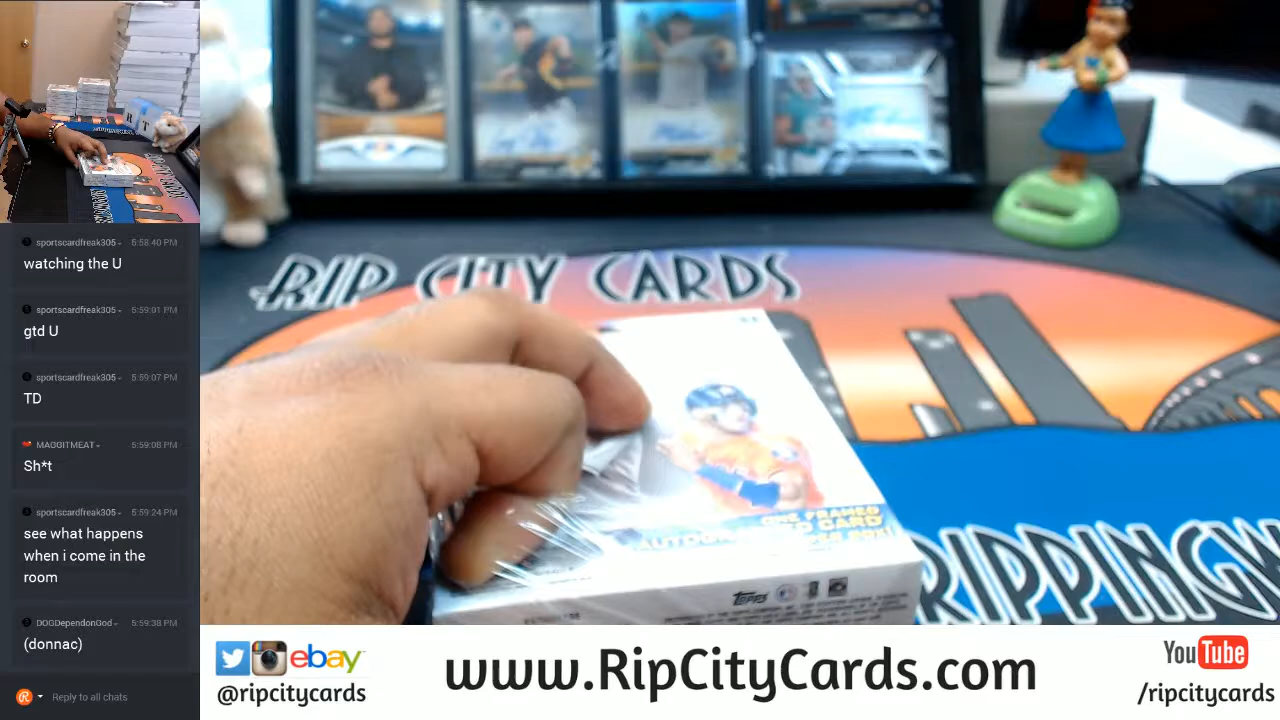 sportscardfreak305 5:58:40 PM
watching the U
sportscardfreak305 5:59:01 PM
gtd U
sportscardfreak305 5:59:07 PM
TD
MAGGITMEAT 5:59:08 PM
Sh*t
sportscardfreak305 5:59:24 PM
see what happens
when i come in the
room
DOGDependonGod 5:59:38 PM
(donnac)
Reply to all chats
RIP CITY CARDS
ONE FRAMED
CARD
TOPPS
RIPPINGW
ebay
@ripcitycards
www.RipCityCards.com
YouTube
/ripcitycards